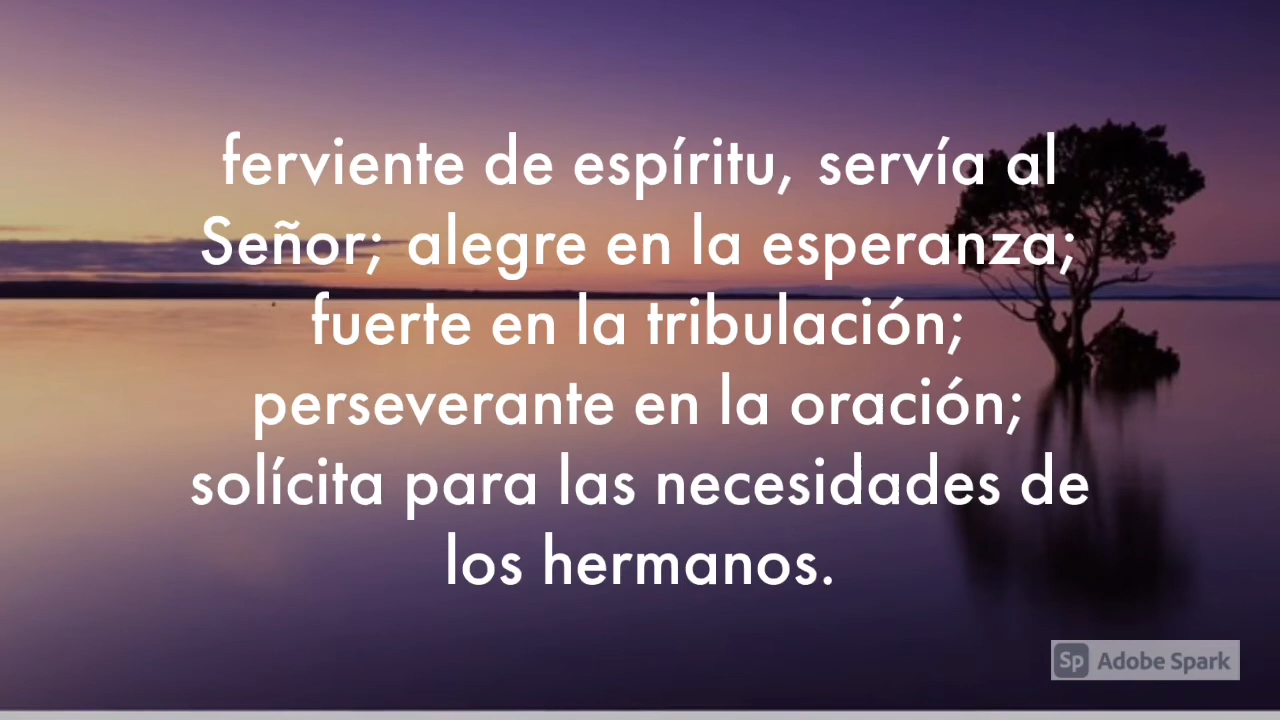 ferviente de espíritu, servía al
Señor; alegre en la esperanza;
fuerte en la tribulación;
perseverante en la oración;
solícita para las necesidades de
los hermanos.
Sp Adobe Spark